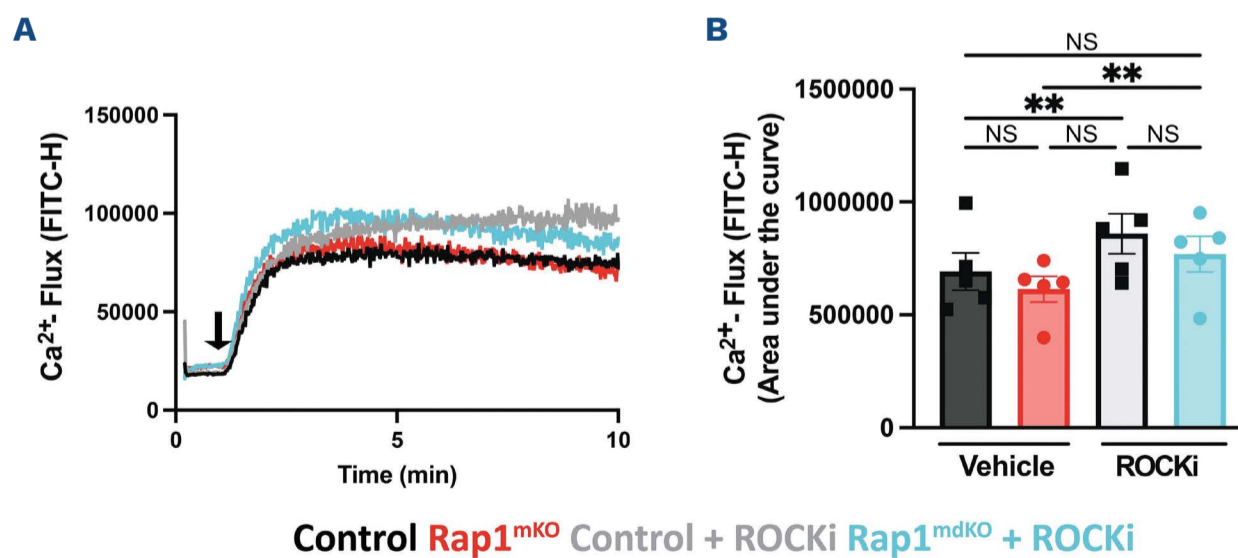 A
Ca²⁺- Flux (FITC-H)
150000
100000
50000
0
0
5
10
Time (min)
B
NS
**
**
NS
NS
NS
Ca²⁺- Flux (FITC-H)
(Area under the curve)
1500000
1000000
500000
0
Vehicle
ROCKi
Control Rap1ᵐᴷᴼ Control + ROCKi Rap1ᵐᵈᴷᴼ + ROCKi